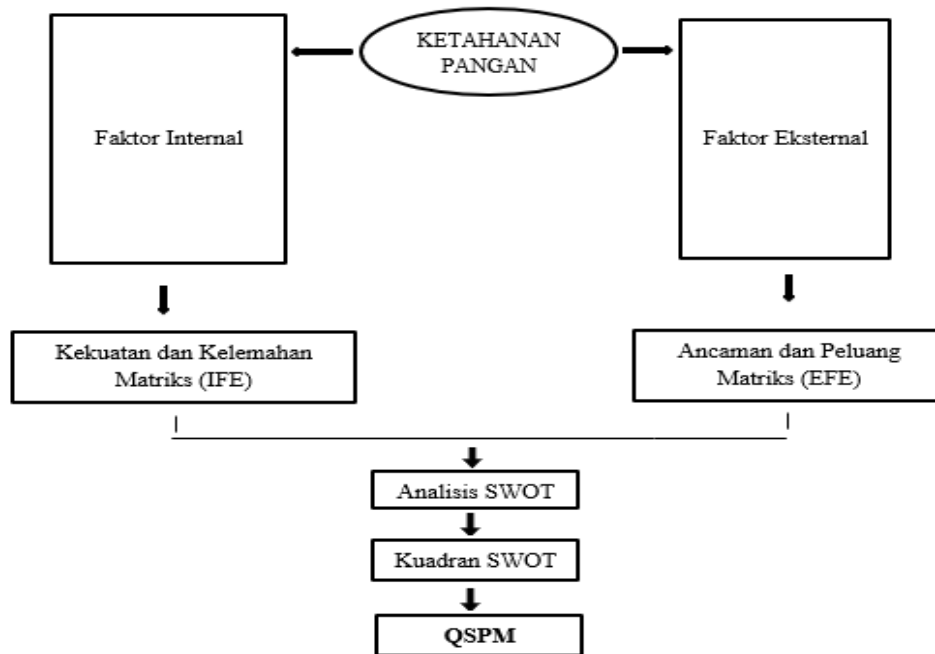 KETAHANAN
PANGAN
Faktor Internal
Faktor Eksternal
Kekuatan dan Kelemahan
Matriks (IFE)
Ancaman dan Peluang
Matriks (EFE)
Analisis SWOT
Kuadran SWOT
QSPM